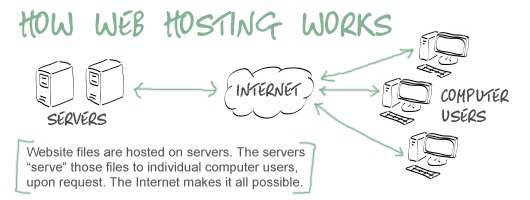 HOW WEB HOSTING WORKS
INTERNET
SERVERS
COMPUTER
USERS
Website files are hosted on servers. The servers
“serve” those files to individual computer users,
upon request. The Internet makes it all possible.